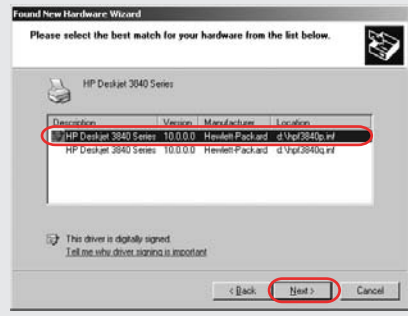 Found New Hardware Wizard
Please select the best match for your hardware from the list below.
HP Deskjet 3840 Series
Description Version Manufacturer Location
HP Deskjet 3840 Series 10.0.0.0 Hewlett-Packard d:\hpf3840p.inf
HP Deskjet 3840 Series 10.0.0.0 Hewlett-Packard d:\hpf3840q.inf
This driver is digitally signed.
Tell me why driver signing is important
< Back Next > Cancel